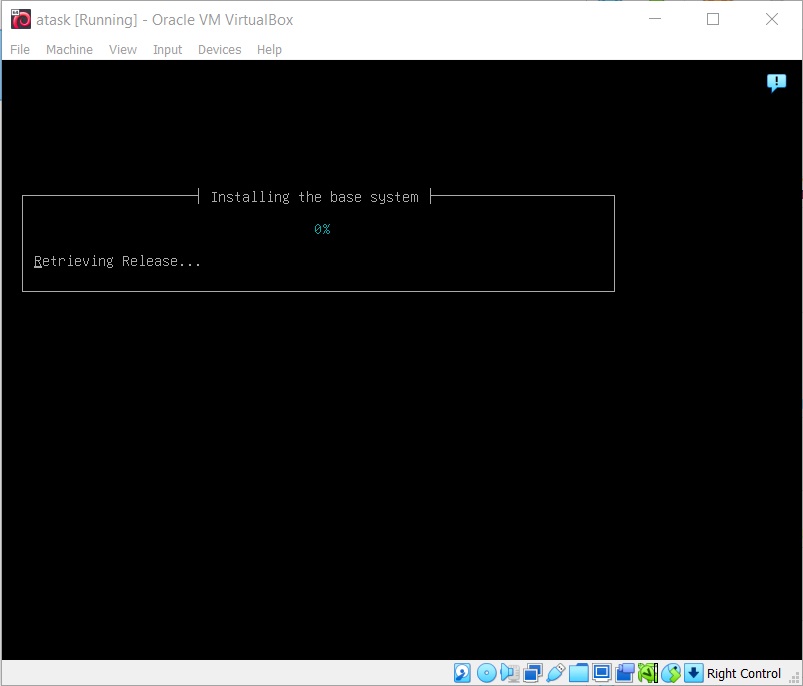 atask [Running] - Oracle VM VirtualBox
File Machine View Input Devices Help
Installing the base system
0%
Retrieving Release...
Right Control